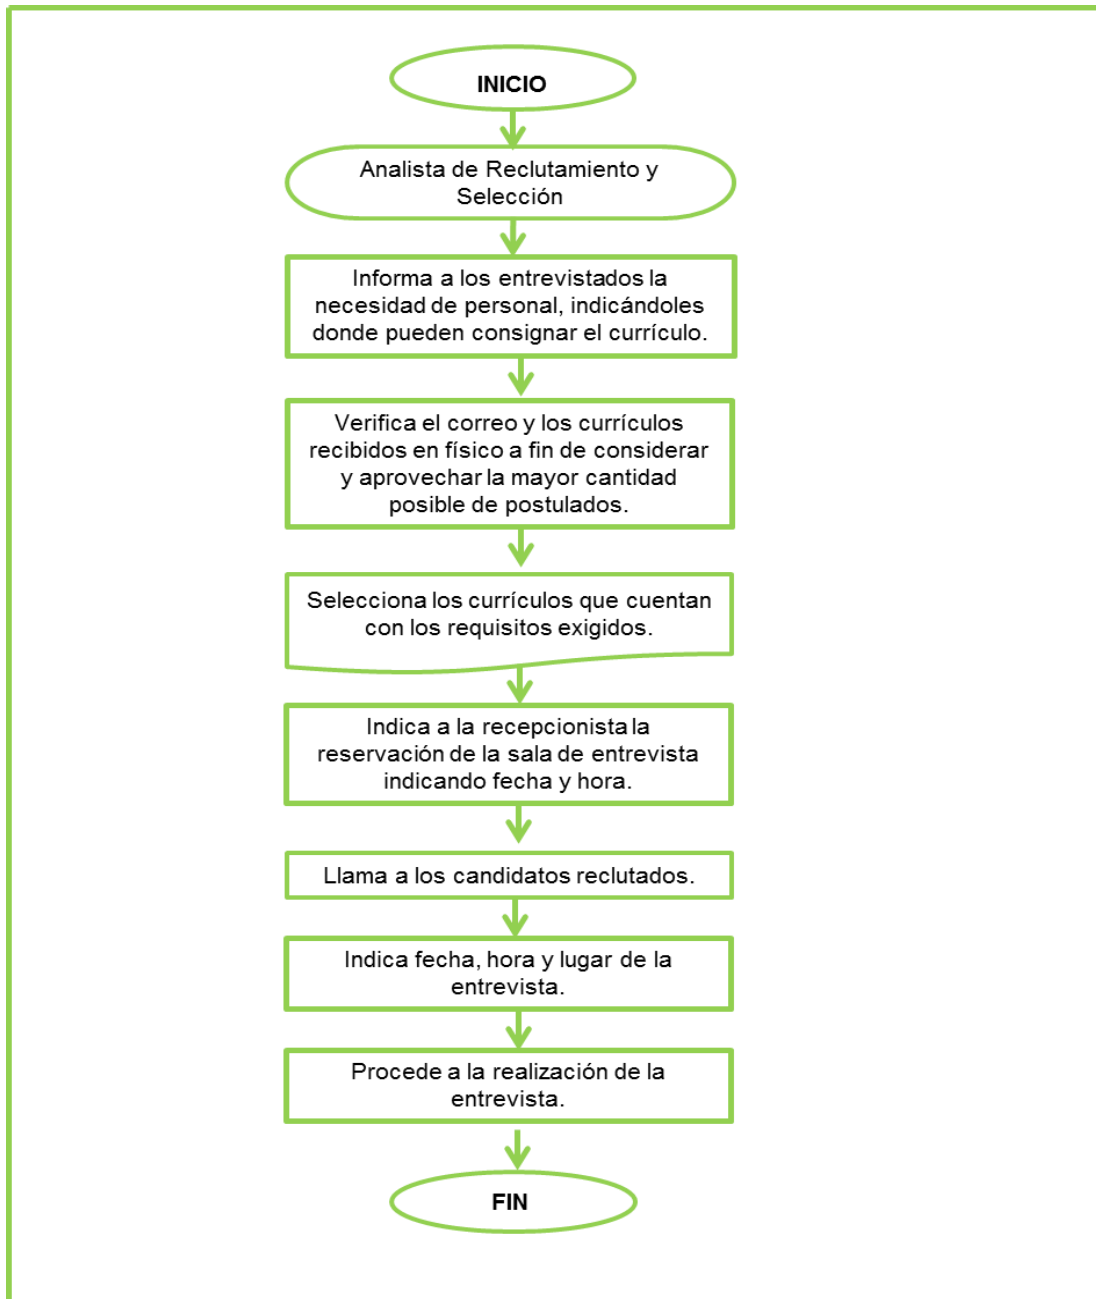 INICIO
Analista de Reclutamiento y
Selección
Informa a los entrevistados la
necesidad de personal, indicándoles
donde pueden consignar el currículo.
Verifica el correo y los currículos
recibidos en físico a fin de considerar
y aprovechar la mayor cantidad
posible de postulados.
Selecciona los currículos que cuentan
con los requisitos exigidos.
Indica a la recepcionista la
reservación de la sala de entrevista
indicando fecha y hora.
Llama a los candidatos reclutados.
Indica fecha, hora y lugar de la
entrevista.
Procede a la realización de la
entrevista.
FIN